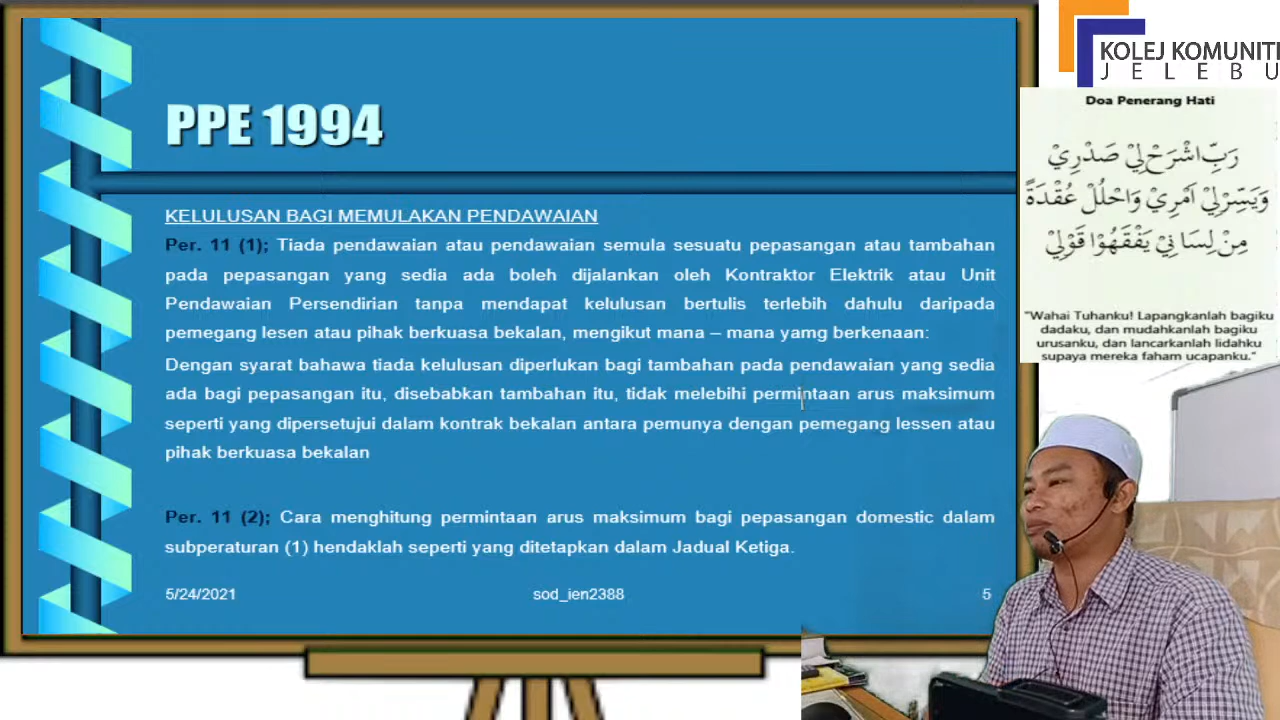 PPE 1994
KELULUSAN BAGI MEMULAKAN PENDAWAIAN
Per. 11 (1); Tiada pendawaian atau pendawaian semula sesuatu pepasangan atau tambahan
pada pepasangan yang sedia ada boleh dijalankan oleh Kontraktor Elektrik atau Unit
Pendawaian Persendirian tanpa mendapat kelulusan bertulis terlebih dahulu daripada
pemegang lesen atau pihak berkuasa bekalan, mengikut mana – mana yamg berkenaan:
Dengan syarat bahawa tiada kelulusan diperlukan bagi tambahan pada pendawaian yang sedia
ada bagi pepasangan itu, disebabkan tambahan itu, tidak melebihi permintaan arus maksimum
seperti yang dipersetujui dalam kontrak bekalan antara pemunya dengan pemegang lessen atau
pihak berkuasa bekalan
Per. 11 (2); Cara menghitung permintaan arus maksimum bagi pepasangan domestic dalam
subperaturan (1) hendaklah seperti yang ditetapkan dalam Jadual Ketiga.
5/24/2021
sod_ien2388
5
KOLEJ KOMUNITI
JELEBU
Doa Penerang Hati
رَبِّ اشْرَحْ لِيْ صَدْرِيْ
وَيَسِّرْلِيْ اَمْرِيْ وَاحْلُلْ عُقْدَةً
مِنْ لِسَانِيْ يَفْقَهُوْا قَوْلِيْ
"Wahai Tuhanku! Lapangkanlah bagiku
dadaku, dan mudahkanlah bagiku
urusanku, dan lancarkanlah lidahku
supaya mereka faham ucapanku."